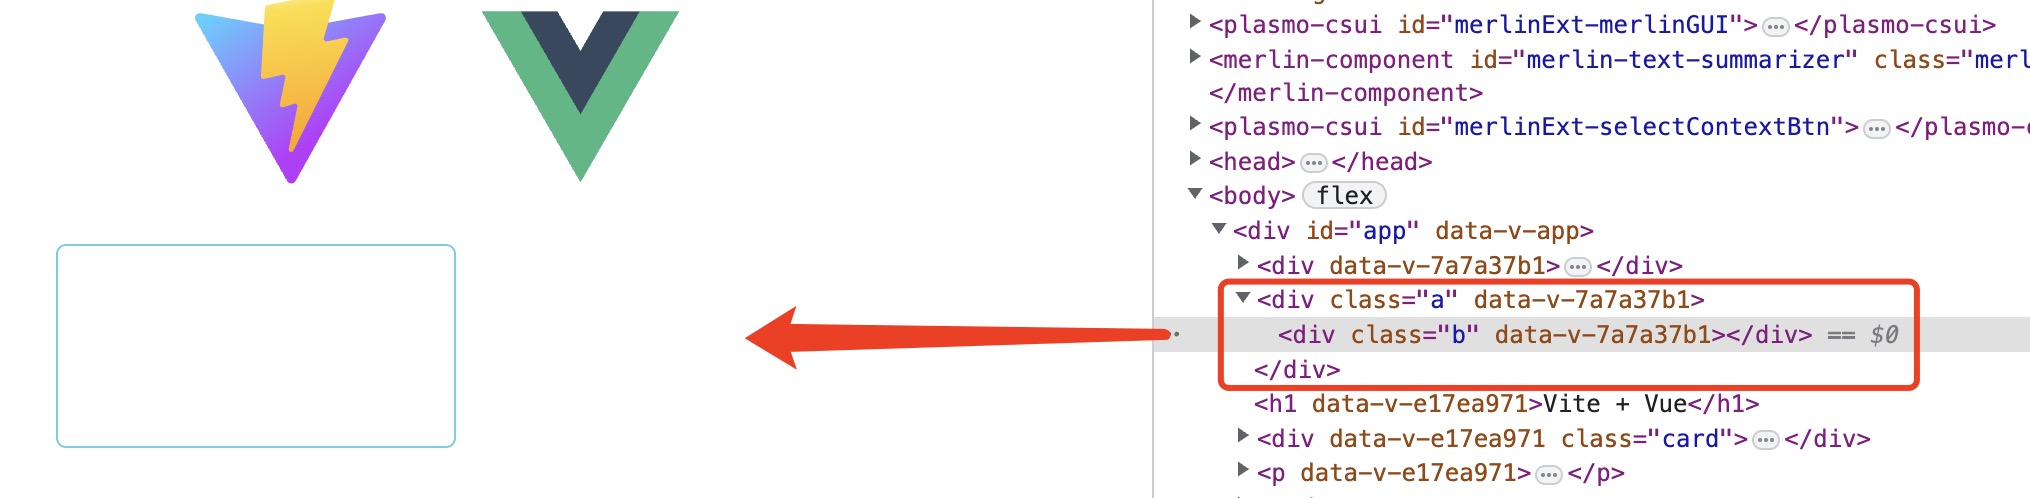 <plasmo-csui id="merlinExt-merlinGUI">…</plasmo-csui>
<merlin-component id="merlin-text-summarizer" class="merl
</merlin-component>
<plasmo-csui id="merlinExt-selectContextBtn">…</plasmo-
<head>…</head>
<body> flex
<div id="app" data-v-app>
<div data-v-7a7a37b1>…</div>
<div class="a" data-v-7a7a37b1>
<div class="b" data-v-7a7a37b1></div> == $0
</div>
<h1 data-v-e17ea971>Vite + Vue</h1>
<div data-v-e17ea971 class="card">…</div>
<p data-v-e17ea971>…</p>